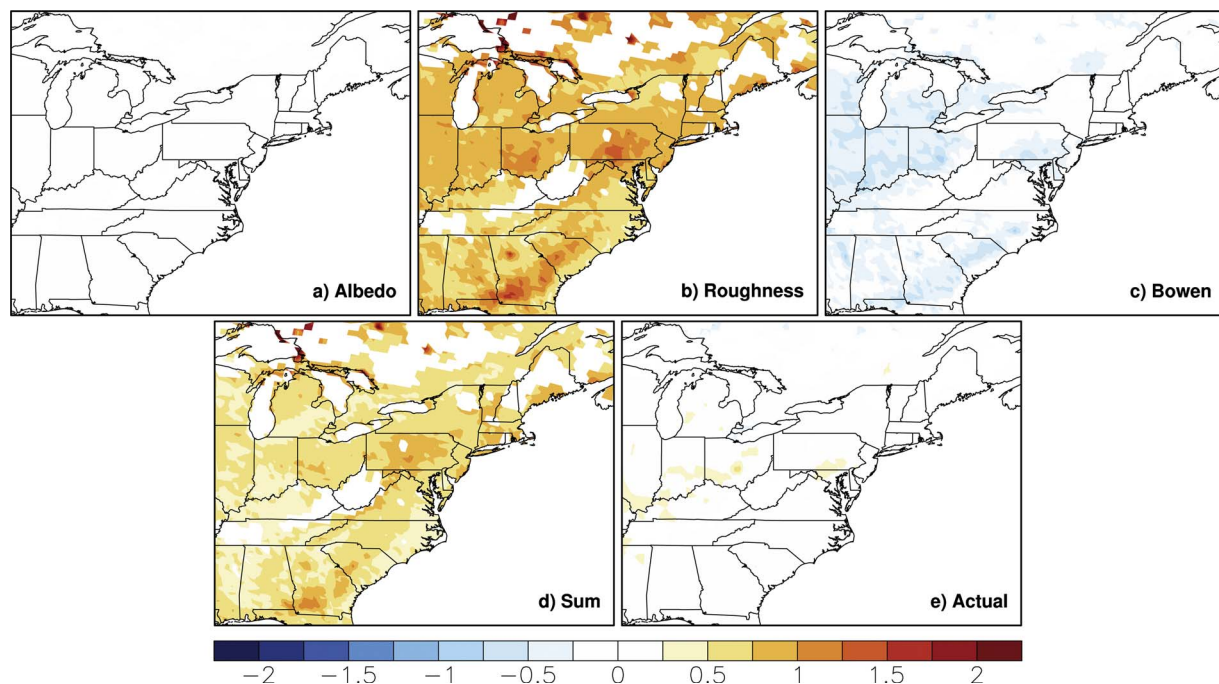 a) Albedo
b) Roughness
c) Bowen
d) Sum
e) Actual
−2 −1.5 −1 −0.5 0 0.5 1 1.5 2